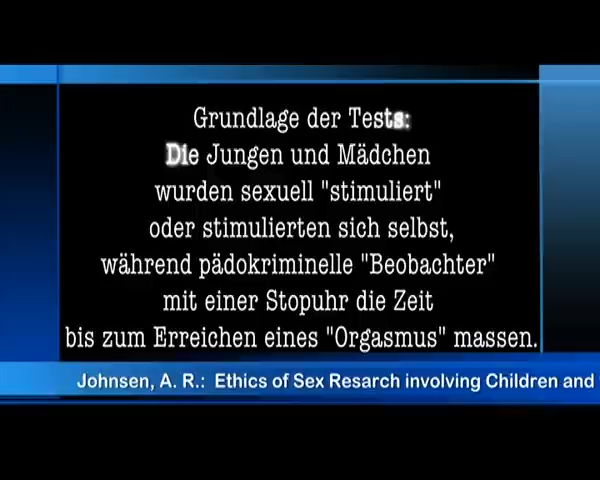 Grundlage der Tests:
Die Jungen und Mädchen
wurden sexuell "stimuliert"
oder stimulierten sich selbst,
während pädokriminelle "Beobachter"
mit einer Stopuhr die Zeit
bis zum Erreichen eines "Orgasmus" massen.
Johnsen, A. R.: Ethics of Sex Resarch involving Children and